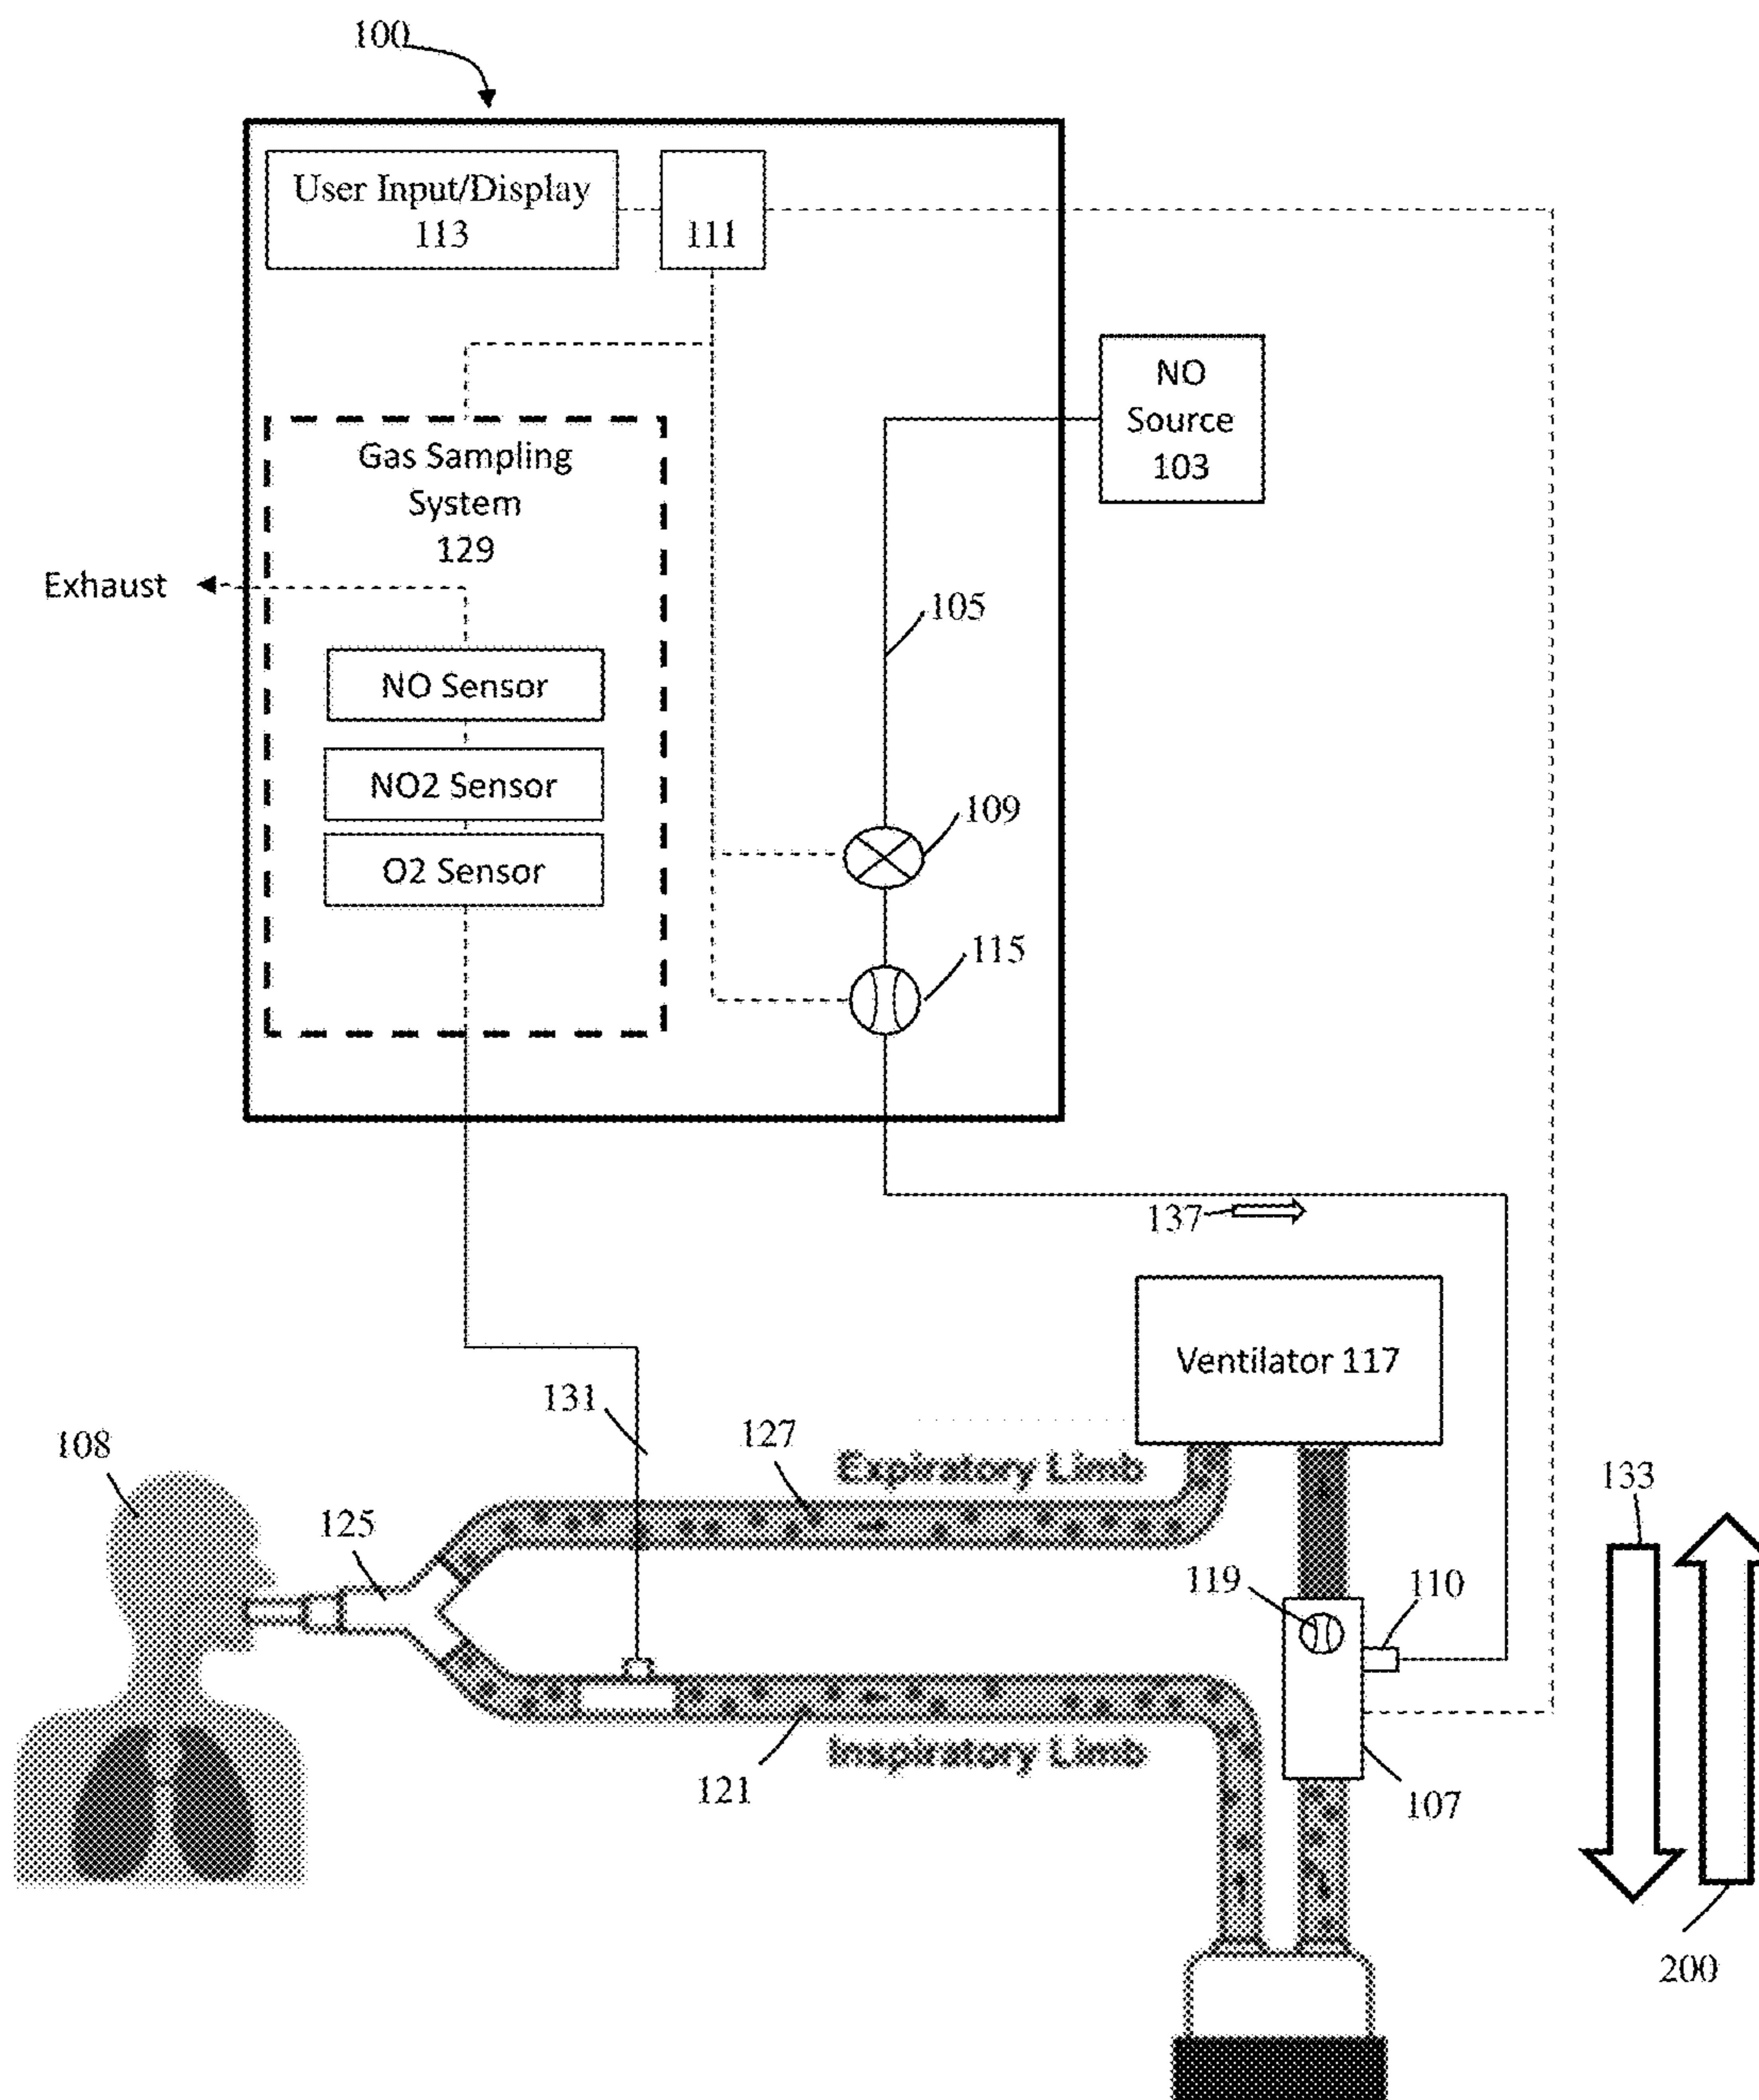 100
User Input/Display
113
111
NO
Source
103
Gas Sampling
System
129
Exhaust
105
NO Sensor
109
NO2 Sensor
O2 Sensor
115
137
Ventilator 117
131
127
Expiratory Limb
108
133
125
119
110
Inspiratory Limb
121
107
200